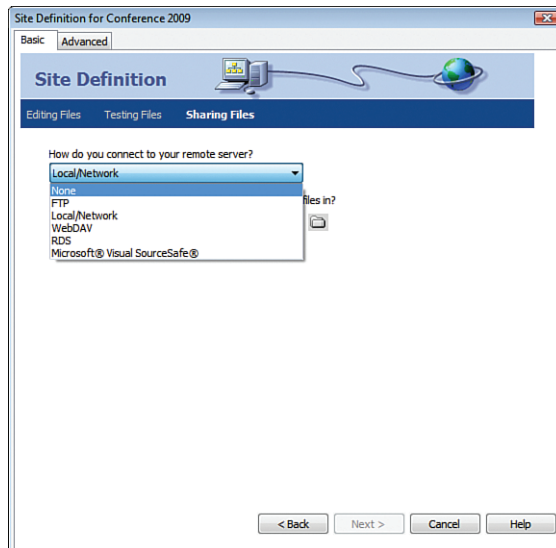 Site Definition for Conference 2009
Basic Advanced
Site Definition
Editing Files Testing Files Sharing Files
How do you connect to your remote server?
Local/Network
None
FTP
files in?
Local/Network
WebDAV
RDS
Microsoft® Visual SourceSafe®
< Back Next > Cancel Help